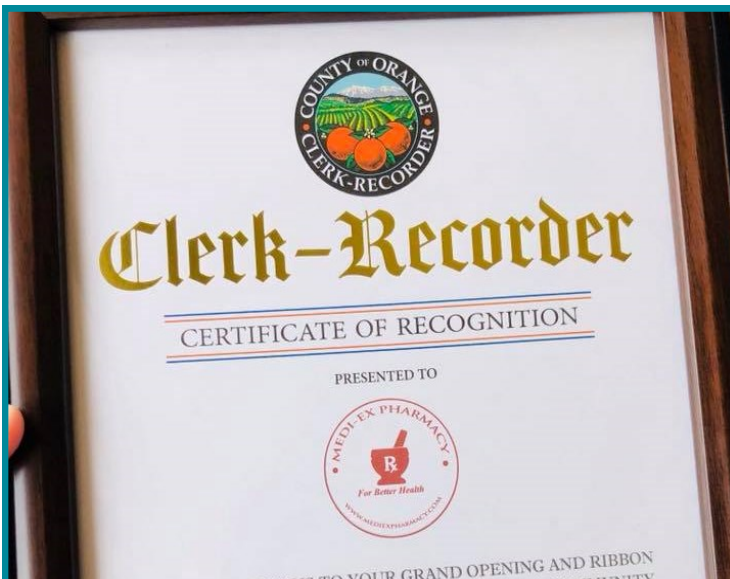 COUNTY OF ORANGE
CLERK-RECORDER
Clerk-Recorder
CERTIFICATE OF RECOGNITION
PRESENTED TO
MEDI-EX PHARMACY
Rx
For Better Health
WWW.MEDIEXPHARMACY.COM
TO YOUR GRAND OPENING AND RIBBON